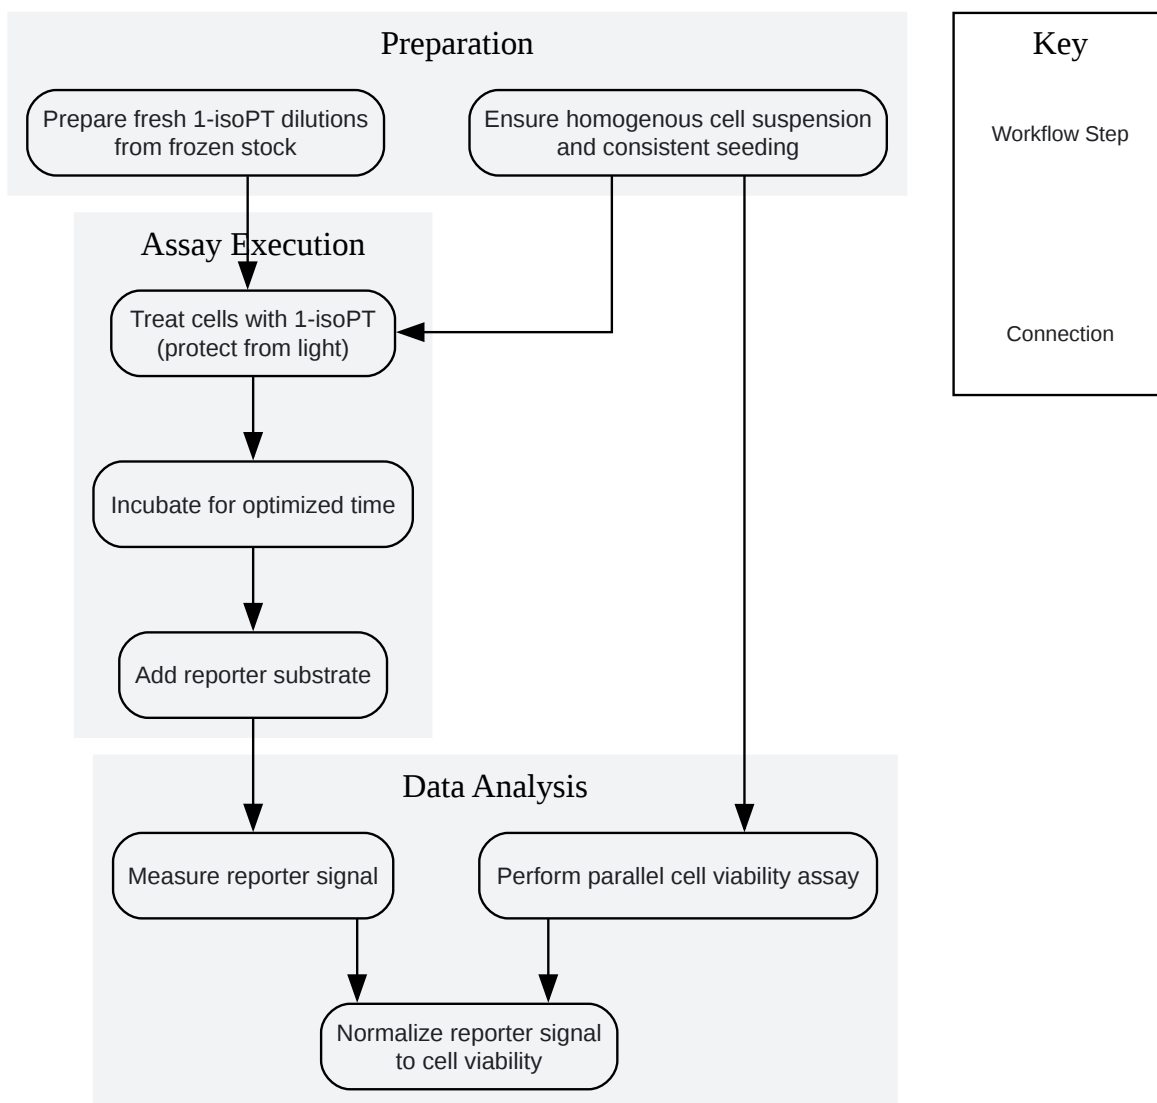 Preparation
Prepare fresh 1-isoPT dilutions
from frozen stock
Ensure homogenous cell suspension
and consistent seeding
Assay Execution
Treat cells with 1-isoPT
(protect from light)
Incubate for optimized time
Add reporter substrate
Data Analysis
Measure reporter signal
Perform parallel cell viability assay
Normalize reporter signal
to cell viability
Key
Workflow Step
Connection